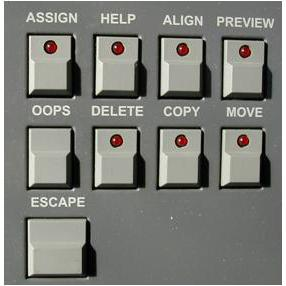 ASSIGN HELP ALIGN PREVIEW
OOPS DELETE COPY MOVE
ESCAPE